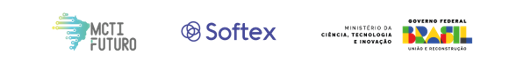 MCTI
FUTURO
Softex
MINISTÉRIO DA
CIÊNCIA, TECNOLOGIA
E INOVAÇÃO
GOVERNO FEDERAL
BRASIL
UNIÃO E RECONSTRUÇÃO